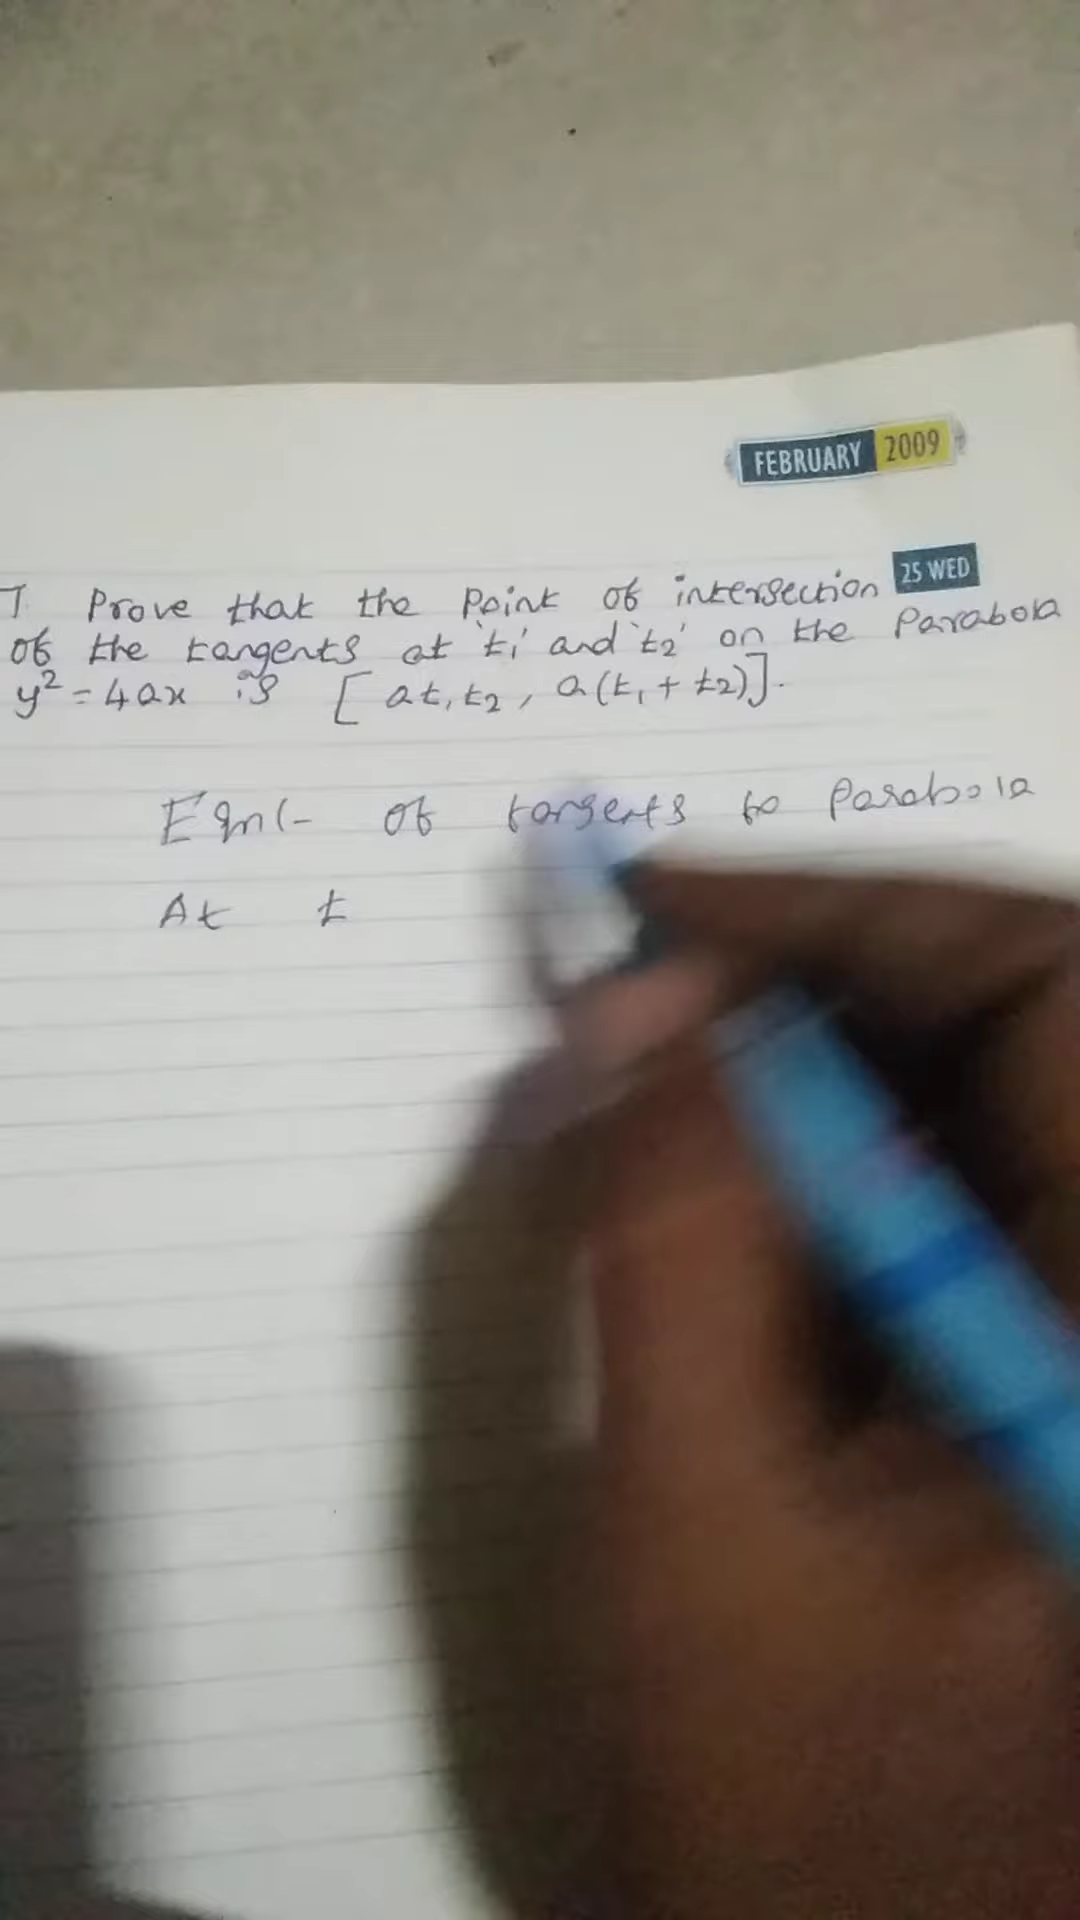 FEBRUARY 2009
25 WED
7. Prove that the point of intersection
of the tangents at 't₁' and 't₂' on the parabola
y² = 4ax is [at₁t₂, a(t₁ + t₂)].
Eqn(- of tangents to parabola
At t